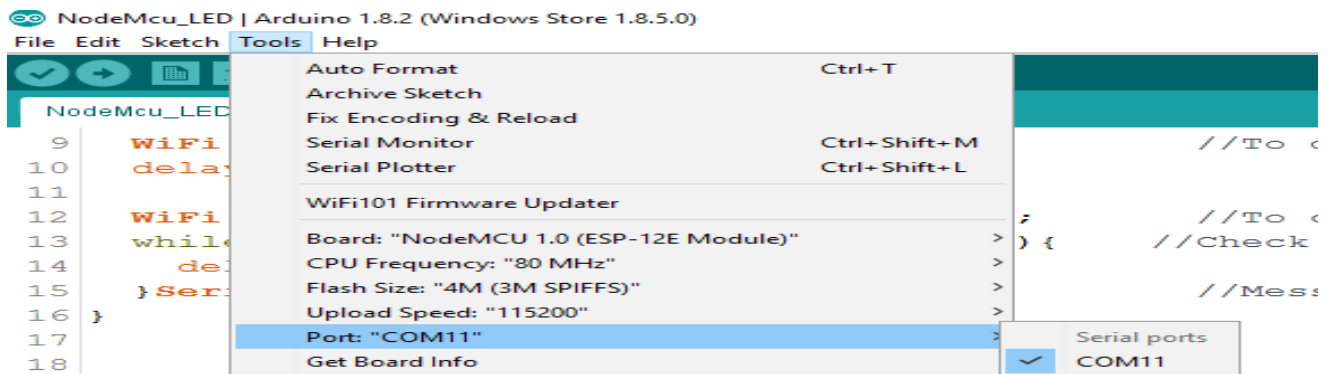 NodeMcu_LED | Arduino 1.8.2 (Windows Store 1.8.5.0)
File Edit Sketch Tools Help
Auto Format Ctrl+T
Archive Sketch
NodeMcu_LED
Fix Encoding & Reload
9 WiFi Serial Monitor Ctrl+Shift+M //To
10 Serial Plotter Ctrl+Shift+L
11
WiFi101 Firmware Updater
12 WiFi ; //To
13 while Board: "NodeMCU 1.0 (ESP-12E Module)" > ) { //Check
14 CPU Frequency: "80 MHz" >
15 }Seri Flash Size: "4M (3M SPIFFS)" > //Mess
16 } Upload Speed: "115200" >
17 Port: "COM11" > Serial ports
18 Get Board Info COM11